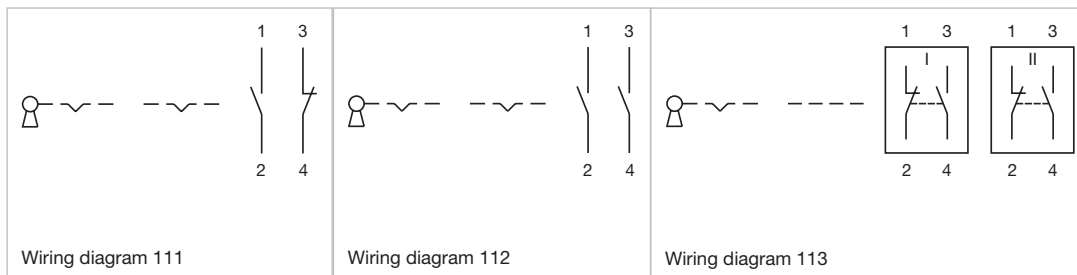 1 3
2 4
Wiring diagram 111
1 3
2 4
Wiring diagram 112
1 3 1 3
I II
2 4 2 4
Wiring diagram 113